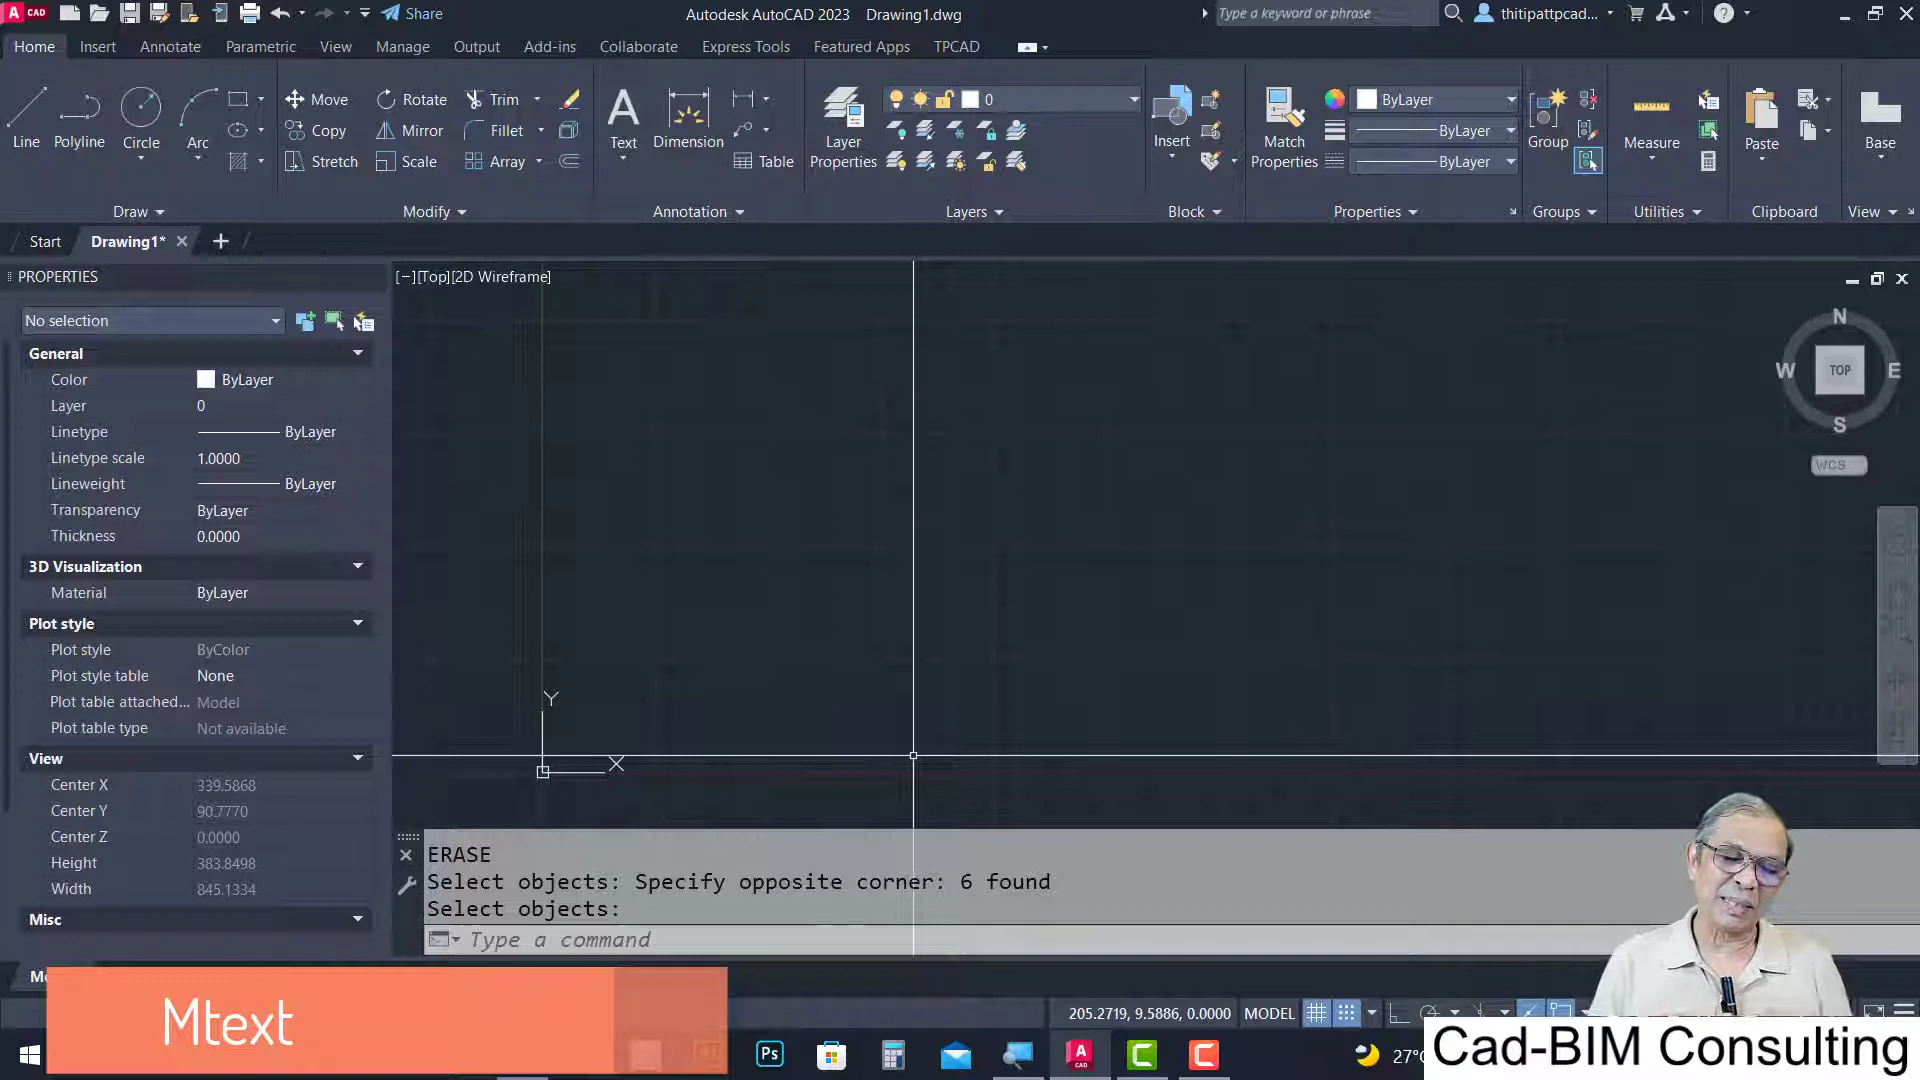 A CAD
Share
Autodesk AutoCAD 2023 Drawing1.dwg
Type a keyword or phrase
thitipattpcad...
Home Insert Annotate Parametric View Manage Output Add-ins Collaborate Express Tools Featured Apps TPCAD
Line Polyline Circle Arc
Move Rotate Trim
Copy Mirror Fillet
Stretch Scale Array
Text Dimension Table
Layer Properties
0
Insert
Match Properties
ByLayer
ByLayer
ByLayer
Group
Measure
Paste
Base
Draw Modify Annotation Layers Block Properties Groups Utilities Clipboard View
Start Drawing1*
PROPERTIES
[−][Top][2D Wireframe]
No selection
General
Color ByLayer
Layer 0
Linetype ByLayer
Linetype scale 1.0000
Lineweight ByLayer
Transparency ByLayer
Thickness 0.0000
3D Visualization
Material ByLayer
Plot style
Plot style ByColor
Plot style table None
Plot table attached... Model
Plot table type Not available
View
Center X 339.5868
Center Y 90.7770
Center Z 0.0000
Height 383.8498
Width 845.1334
Misc
N
W TOP E
S
WCS
Y
X
ERASE
Select objects: Specify opposite corner: 6 found
Select objects:
Type a command
Mtext
205.2719, 9.5886, 0.0000 MODEL
Ps
A CAD
C
C
27°
Cad-BIM Consulting